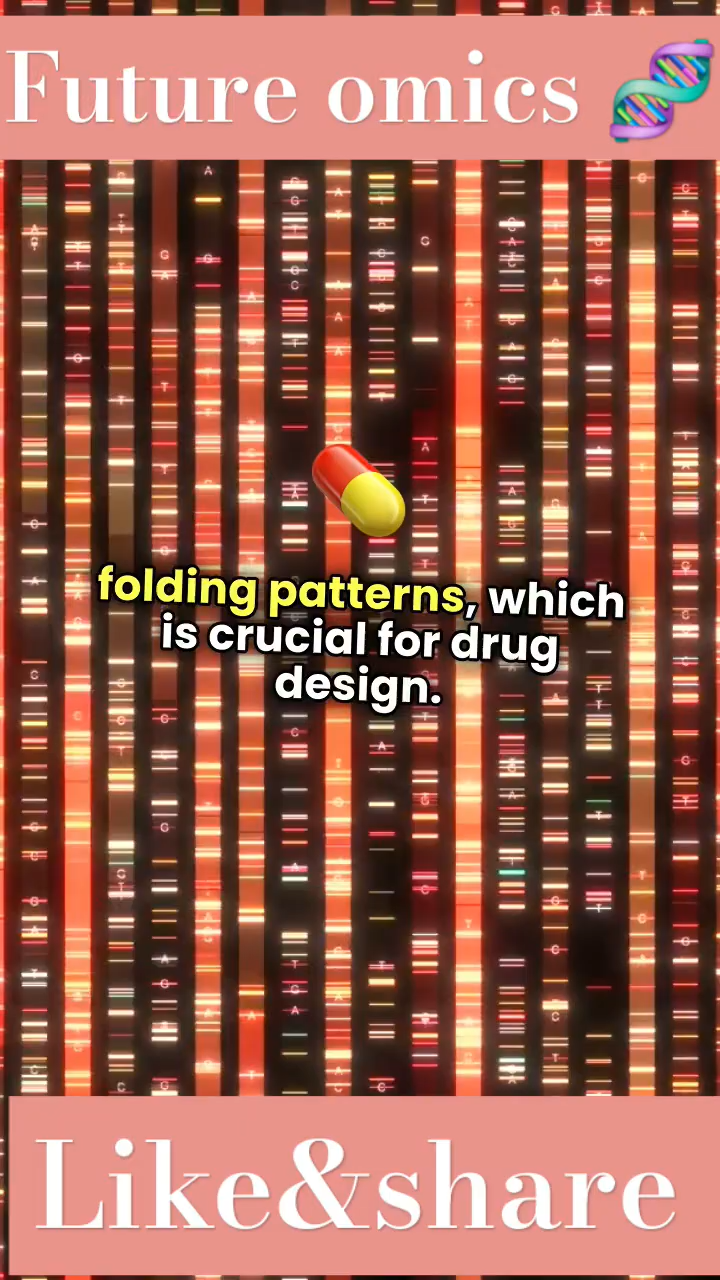 Future omics
folding patterns, which
is crucial for drug
design.
Like&share